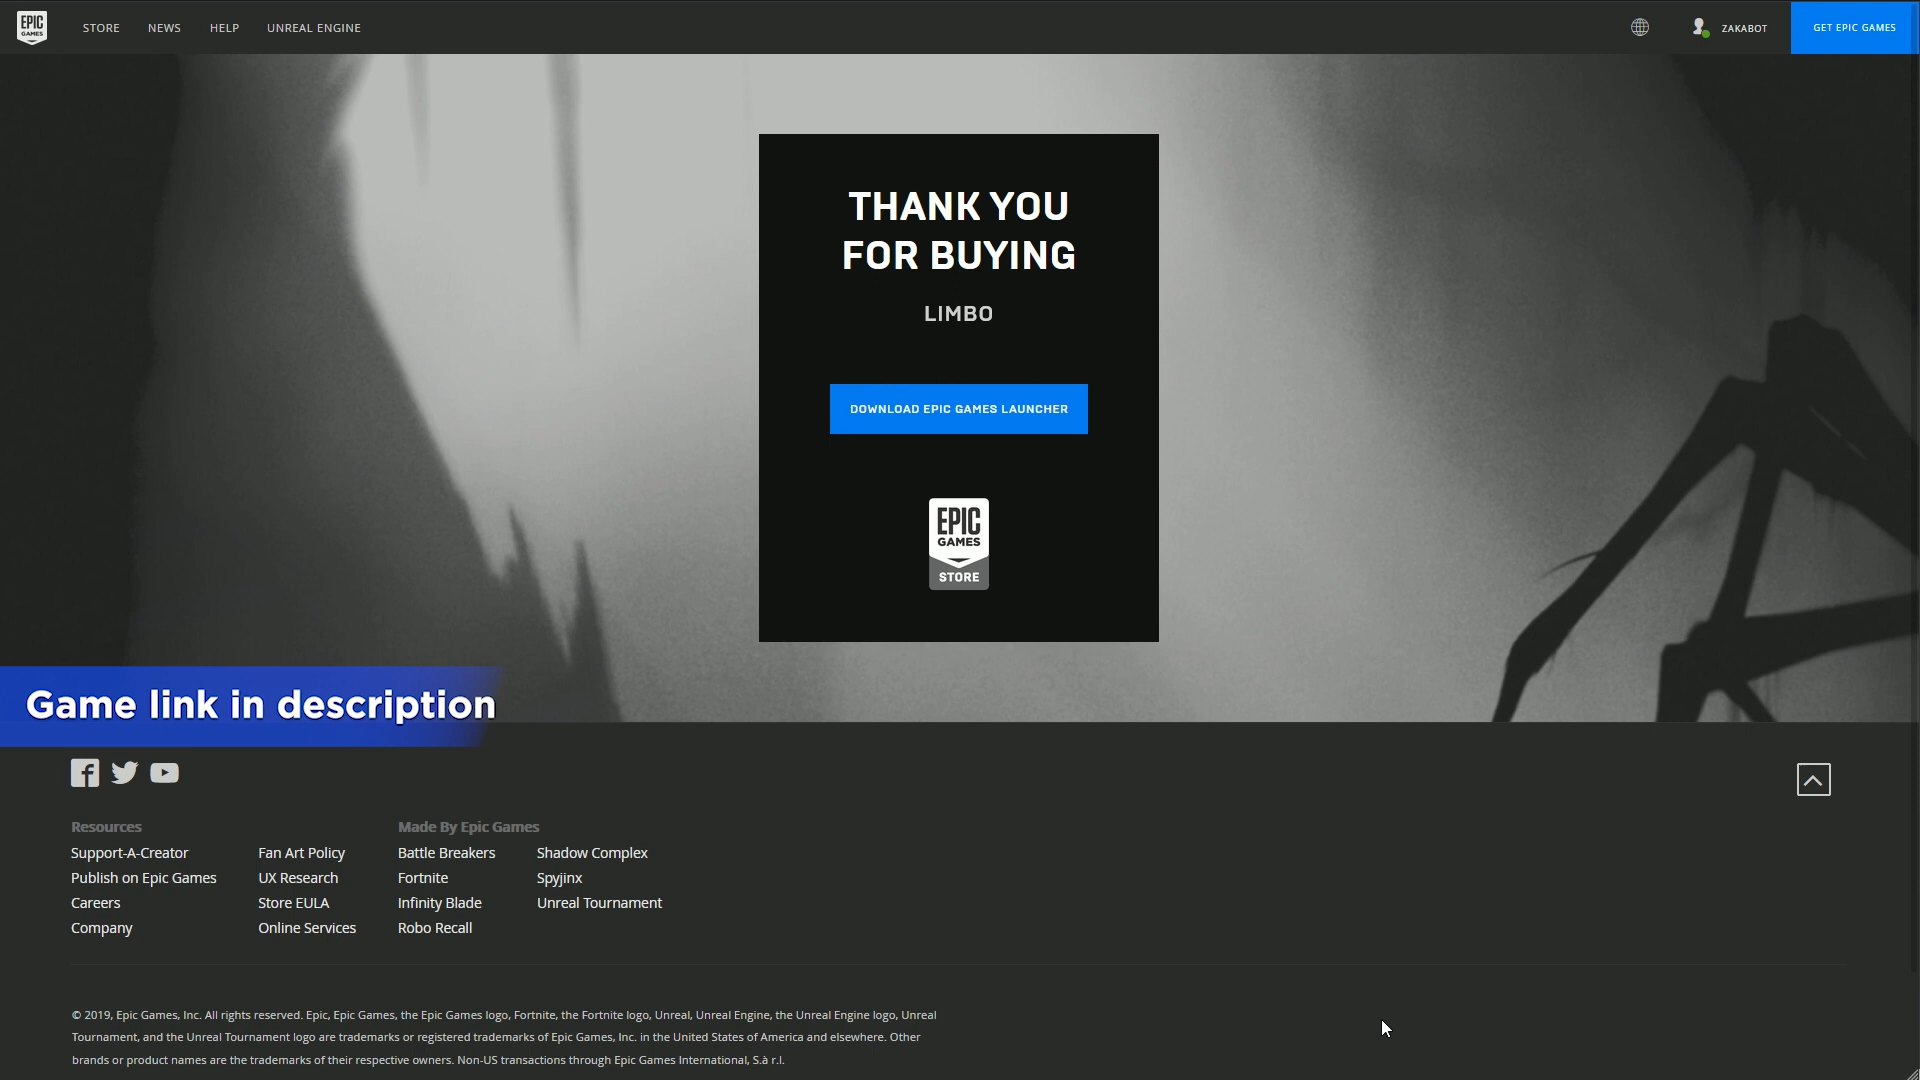 EPIC GAMES
STORE
NEWS
HELP
UNREAL ENGINE
ZAKABOT
GET EPIC GAMES
THANK YOU
FOR BUYING
LIMBO
DOWNLOAD EPIC GAMES LAUNCHER
EPIC
GAMES
STORE
Game link in description
Resources
Support-A-Creator
Publish on Epic Games
Careers
Company
Fan Art Policy
UX Research
Store EULA
Online Services
Made By Epic Games
Battle Breakers
Fortnite
Infinity Blade
Robo Recall
Shadow Complex
Spyjinx
Unreal Tournament
© 2019, Epic Games, Inc. All rights reserved. Epic, Epic Games, the Epic Games logo, Fortnite, the Fortnite logo, Unreal, Unreal Engine, the Unreal Engine logo, Unreal
Tournament, and the Unreal Tournament logo are trademarks or registered trademarks of Epic Games, Inc. in the United States of America and elsewhere. Other
brands or product names are the trademarks of their respective owners. Non-US transactions through Epic Games International, S.à r.l.